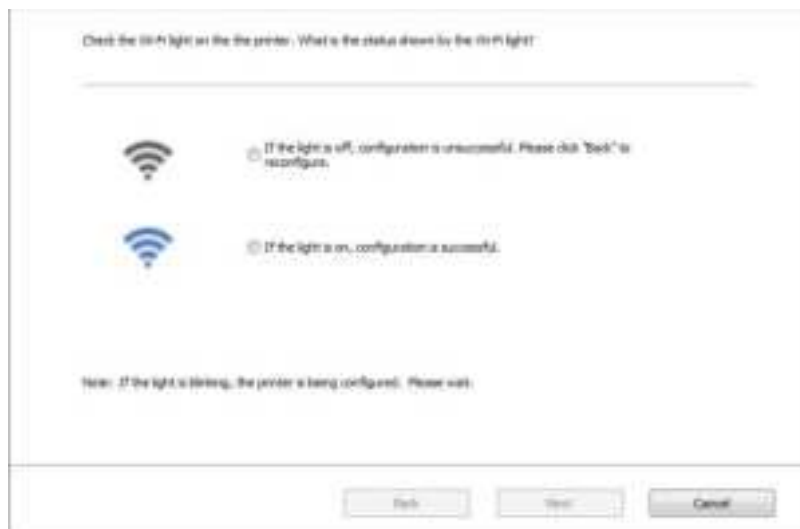 Check the Wi-Fi light on the the printer. What is the status shown by the Wi-Fi light?
If the light is off, configuration is unsuccessful. Please click "Back" to
reconfigure.
If the light is on, configuration is successful.
Note: If the light is blinking, the printer is being configured. Please wait.
Back
Next
Cancel